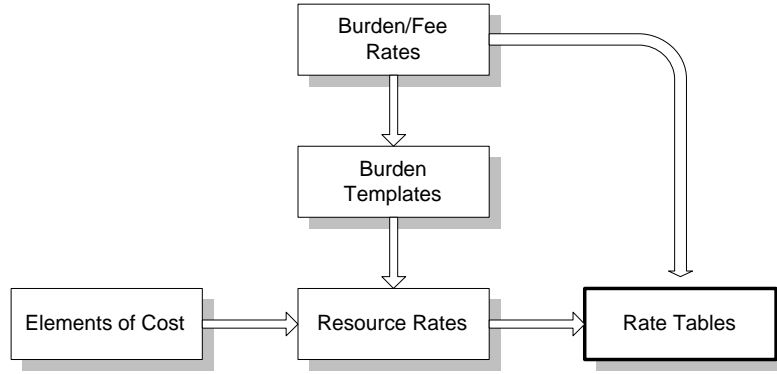 Burden/Fee
Rates
Burden
Templates
Elements of Cost
Resource Rates
Rate Tables